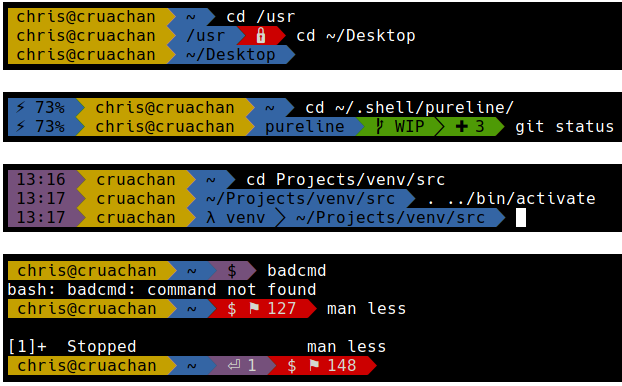 chris@cruachan ~ cd /usr
chris@cruachan /usr cd ~/Desktop
chris@cruachan ~/Desktop
⚡ 73% chris@cruachan ~ cd ~/.shell/pureline/
⚡ 73% chris@cruachan pureline WIP ✚ 3 git status
13:16 cruachan ~ cd Projects/venv/src
13:17 cruachan ~/Projects/venv/src . ../bin/activate
13:17 cruachan λ venv ~/Projects/venv/src
chris@cruachan ~ $ badcmd
bash: badcmd: command not found
chris@cruachan ~ $ ⚑ 127 man less
[1]+ Stopped man less
chris@cruachan ~ ⏎ 1 $ ⚑ 148